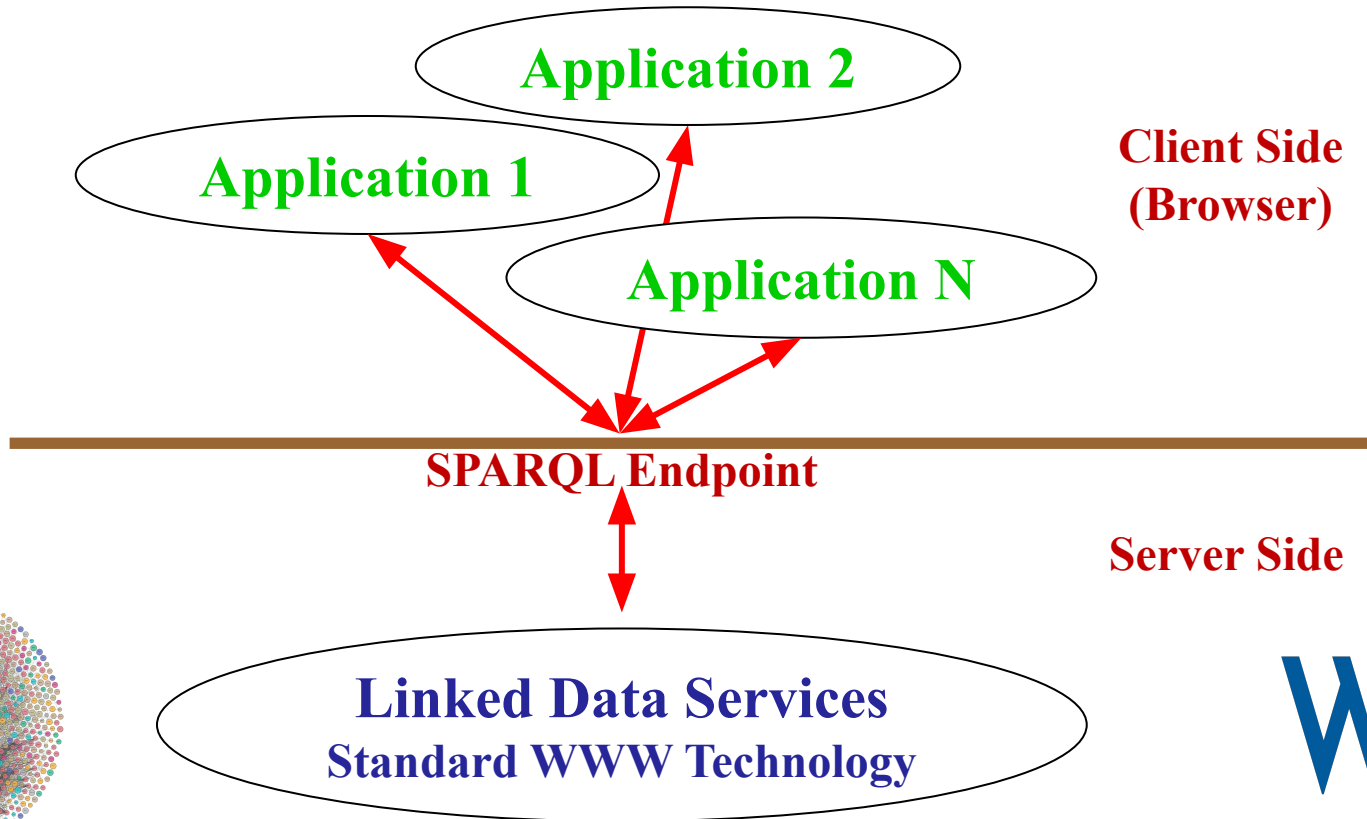 Application 2
Application 1
Client Side
(Browser)
Application N
SPARQL Endpoint
Server Side
Linked Data Services
Standard WWW Technology
W